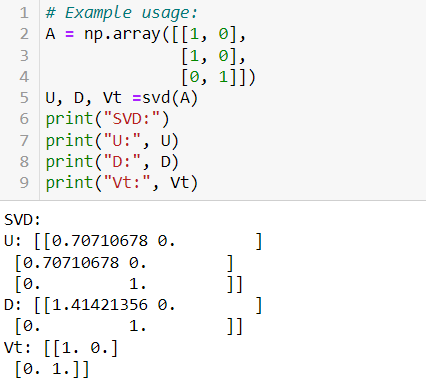 1 # Example usage:
2 A = np.array([[1, 0],
3               [1, 0],
4               [0, 1]])
5 U, D, Vt =svd(A)
6 print("SVD:")
7 print("U:", U)
8 print("D:", D)
9 print("Vt:", Vt)
SVD:
U: [[0.70710678 0.        ]
 [0.70710678 0.        ]
 [0.         1.        ]]
D: [[1.41421356 0.        ]
 [0.         1.        ]]
Vt: [[1. 0.]
 [0. 1.]]